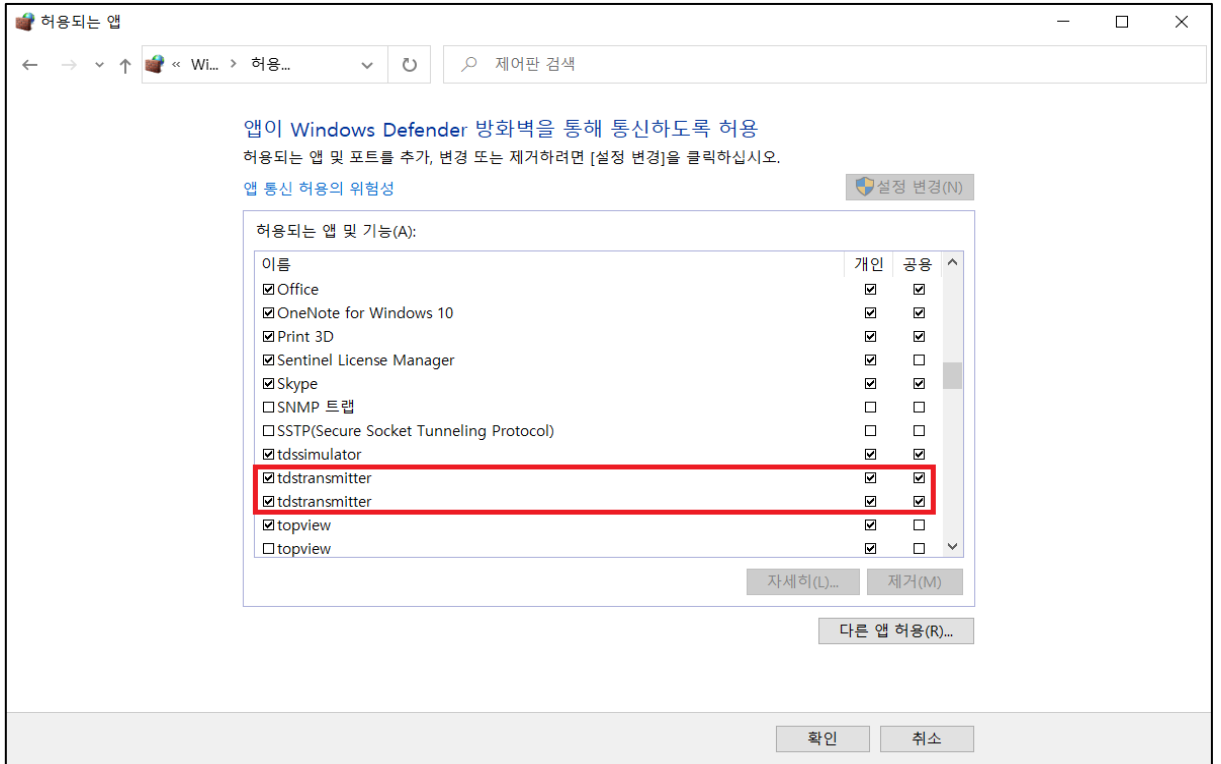 허용되는 앱
« Wi... > 허용...
제어판 검색
앱이 Windows Defender 방화벽을 통해 통신하도록 허용
허용되는 앱 및 포트를 추가, 변경 또는 제거하려면 [설정 변경]을 클릭하십시오.
앱 통신 허용의 위험성
설정 변경(N)
허용되는 앱 및 기능(A):
이름 개인 공용
Office
OneNote for Windows 10
Print 3D
Sentinel License Manager
Skype
SNMP 트랩
SSTP(Secure Socket Tunneling Protocol)
tdssimulator
tdstransmitter
tdstransmitter
topview
topview
자세히(L)... 제거(M)
다른 앱 허용(R)...
확인 취소